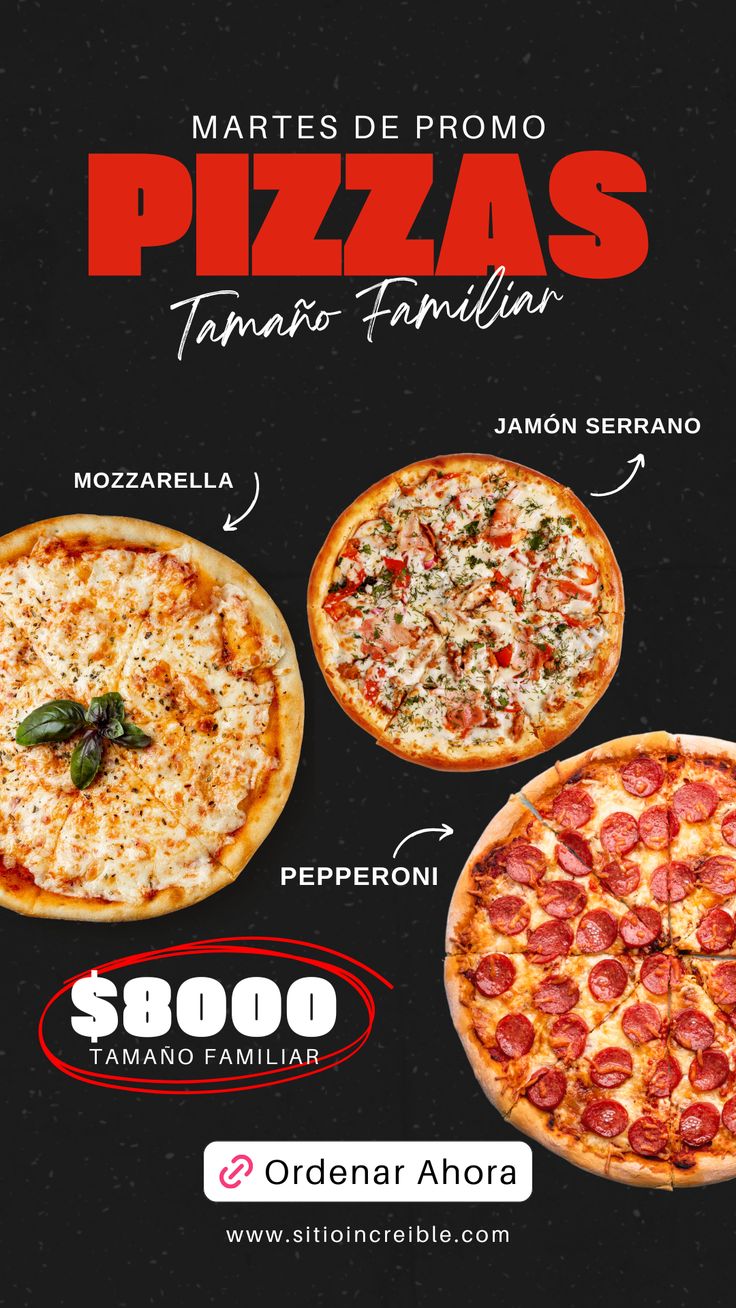 MARTES DE PROMO
PIZZAS
Tamaño Familiar
JAMÓN SERRANO
MOZZARELLA
PEPPERONI
$8000
TAMAÑO FAMILIAR
Ordenar Ahora
www.sitioincreible.com